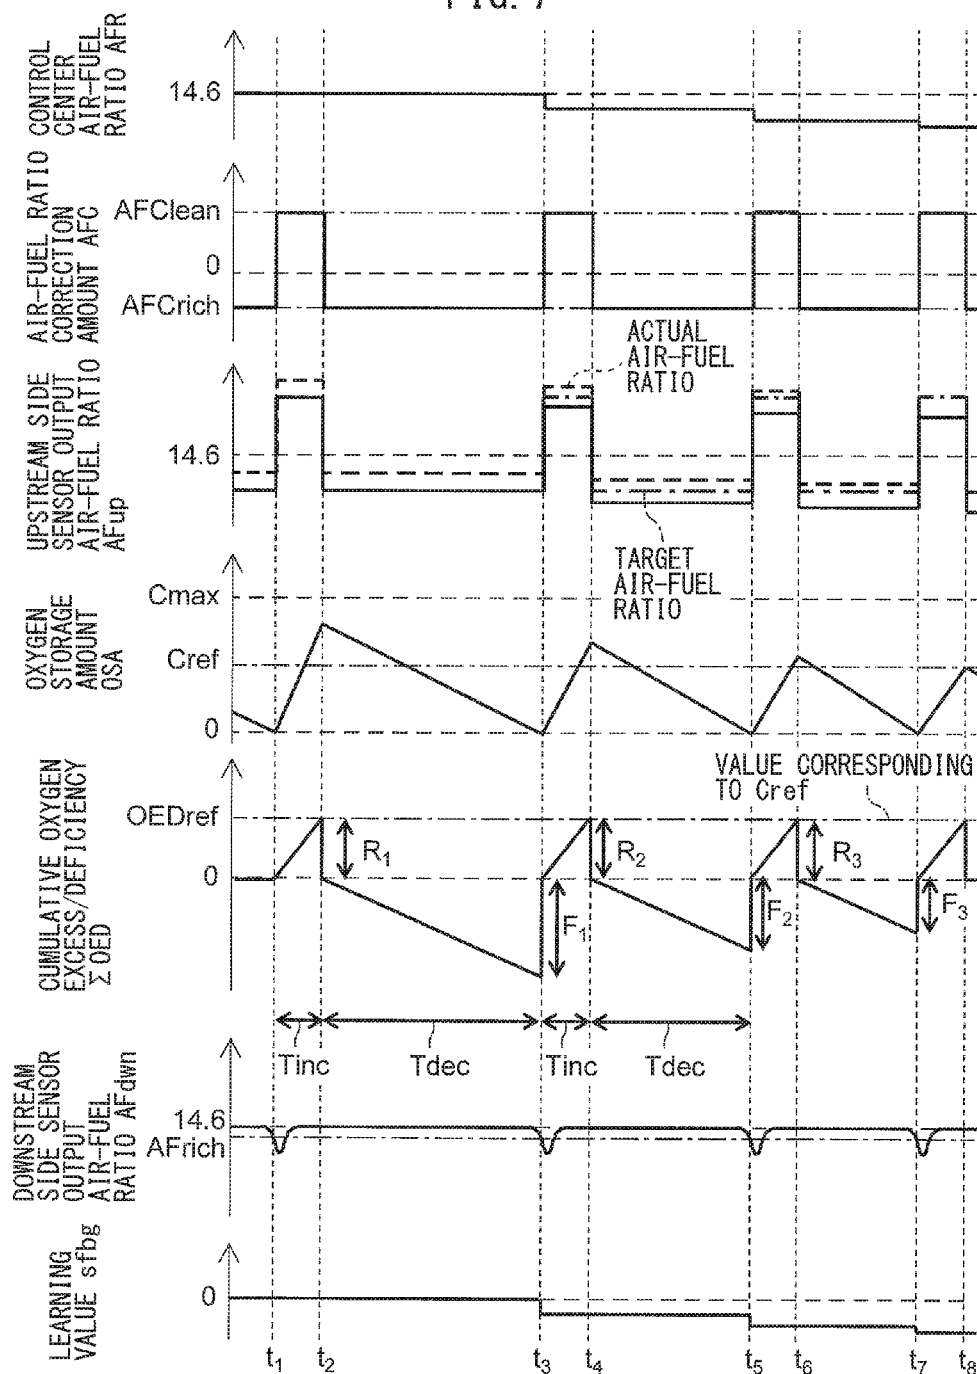 FIG. 7
CONTROL
CENTER
AIR-FUEL
RATIO AFR
14.6
AIR-FUEL RATIO
CORRECTION
AMOUNT AFC
AFClean
0
AFCrich
UPSTREAM SIDE
SENSOR OUTPUT
AIR-FUEL RATIO
AFup
14.6
ACTUAL
AIR-FUEL
RATIO
TARGET
AIR-FUEL
RATIO
OXYGEN
STORAGE
AMOUNT
OSA
Cmax
Cref
0
CUMULATIVE OXYGEN
EXCESS/DEFICIENCY
ΣOED
VALUE CORRESPONDING
TO Cref
OEDref
0
R1
R2
R3
F1
F2
F3
Tinc
Tdec
Tinc
Tdec
DOWNSTREAM
SIDE SENSOR
OUTPUT
AIR-FUEL
RATIO AFdwn
14.6
AFrich
LEARNING
VALUE sfbg
0
t1 t2 t3 t4 t5 t6 t7 t8